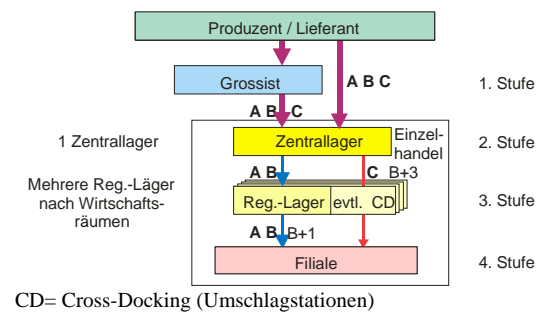 Produzent / Lieferant
Grossist
A B C
1. Stufe
A B C
1 Zentrallager
Zentrallager
Einzel-
handel
2. Stufe
A B
C B+3
Mehrere Reg.-Läger
nach Wirtschafts-
räumen
Reg.-Lager
evtl. CD
3. Stufe
A B B+1
Filiale
4. Stufe
CD= Cross-Docking (Umschlagstationen)